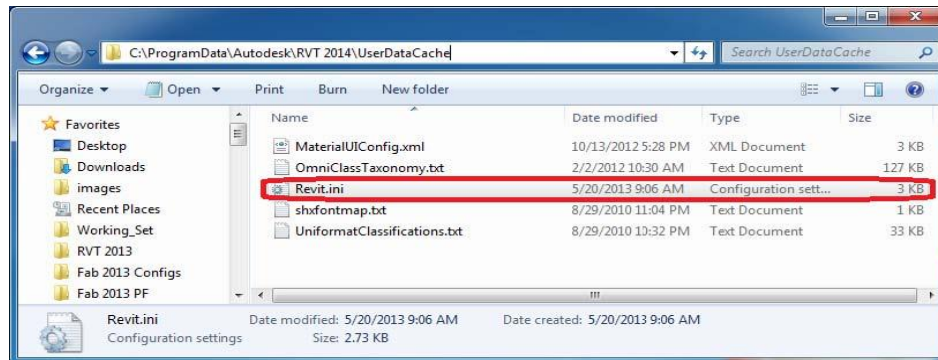 C:\ProgramData\Autodesk\RVT 2014\UserDataCache
Search UserDataCache
Organize Open Print Burn New folder
Favorites
Desktop
Downloads
images
Recent Places
Working_Set
RVT 2013
Fab 2013 Configs
Fab 2013 PF
Name Date modified Type Size
MaterialUIConfig.xml 10/13/2012 5:28 PM XML Document 3 KB
OmniClassTaxonomy.txt 2/2/2012 10:30 AM Text Document 127 KB
Revit.ini 5/20/2013 9:06 AM Configuration sett... 3 KB
shxfontmap.txt 8/29/2010 11:04 PM Text Document 1 KB
UniformatClassifications.txt 8/29/2010 10:32 PM Text Document 33 KB
Revit.ini Date modified: 5/20/2013 9:06 AM Date created: 5/20/2013 9:06 AM
Configuration settings Size: 2.73 KB